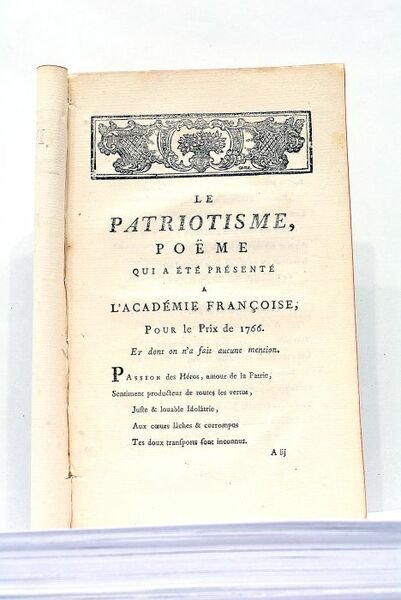 LE
PATRIOTISME,
POËME
QUI A ÉTÉ PRÉSENTÉ
A
L'ACADÉMIE FRANÇOISE,
POUR le Prix de 1766.
Et dont on n'a fait aucune mention.
PASSION des Héros, amour de la Patrie,
Sentiment producteur de toutes les vertus,
Juſte & louable Idolâtrie,
Aux cœurs lâches & corrompus
Tes doux tranſports ſont inconnus.
A iij